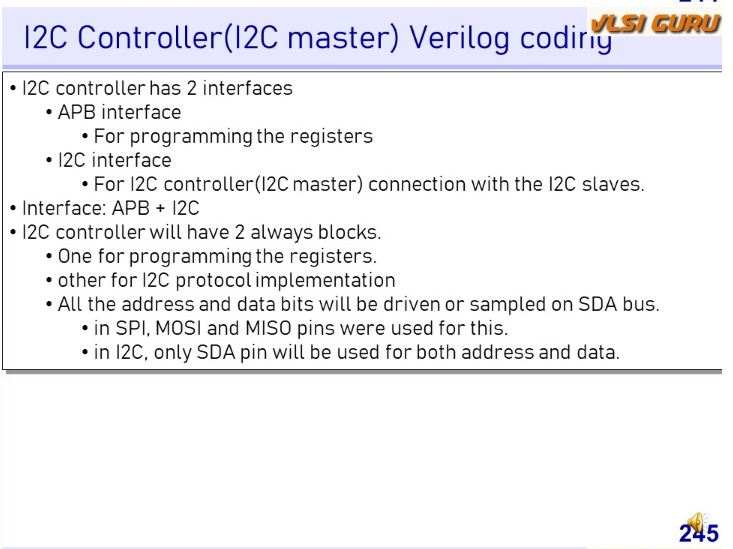 VLSI GURU
I2C Controller(I2C master) Verilog coding
• I2C controller has 2 interfaces
• APB interface
• For programming the registers
• I2C interface
• For I2C controller(I2C master) connection with the I2C slaves.
• Interface: APB + I2C
• I2C controller will have 2 always blocks.
• One for programming the registers.
• other for I2C protocol implementation
• All the address and data bits will be driven or sampled on SDA bus.
• in SPI, MOSI and MISO pins were used for this.
• in I2C, only SDA pin will be used for both address and data.
245